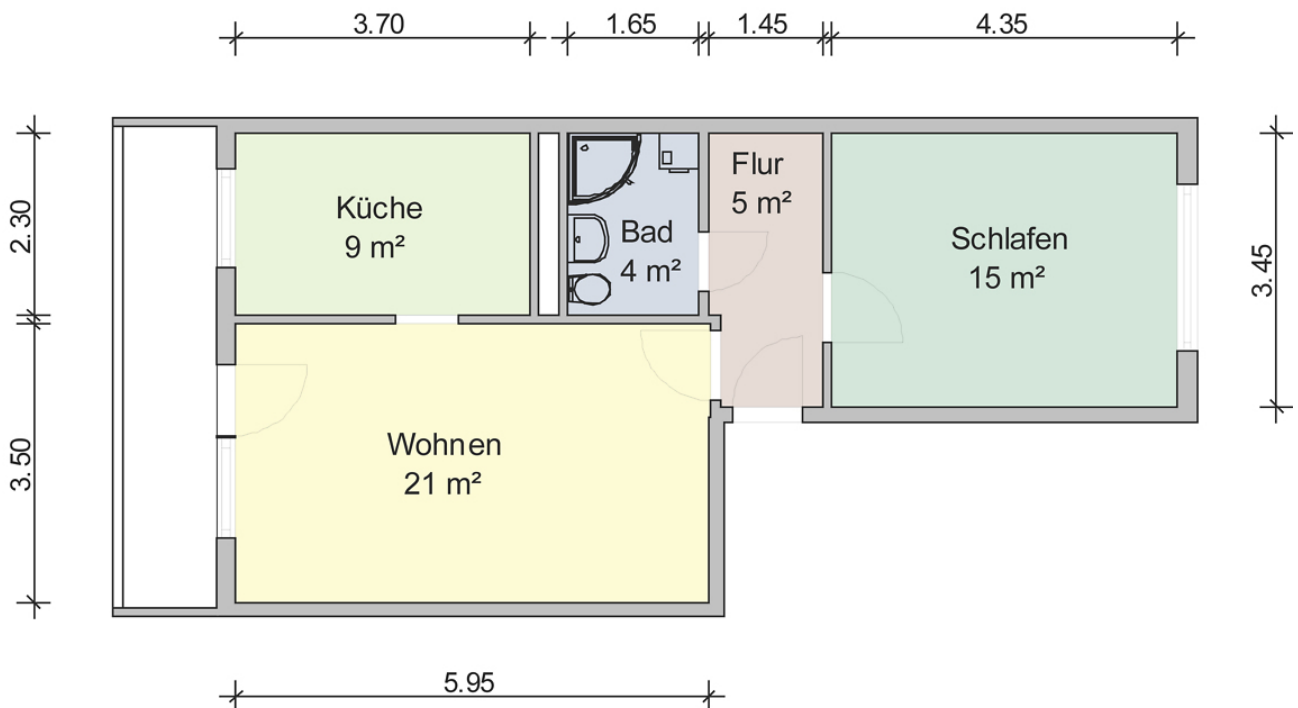 3.70
1.65
1.45
4.35
2.30
3.50
Küche
9 m²
Bad
4 m²
Flur
5 m²
Schlafen
15 m²
3.45
Wohnen
21 m²
5.95